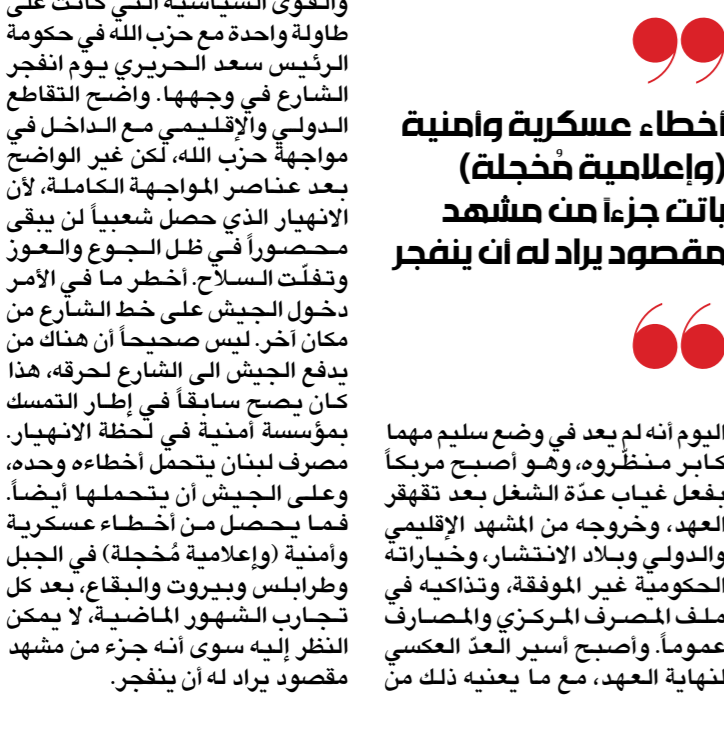 أخطاء عسكرية وأمنية
(وإعلامية مُخجلة)
باتت جزءاً من مشهد
مقصود يراد له أن ينفجر
اليوم أنه لم يعد في وضع سليم مهما
كابر منظّروه، وهو أصبح مربكاً
بفعل غياب عدّة الشغل بعد تقهقر
العهد، وخروجه من المشهد الإقليمي
والدولي وبلاد الانتشار، وخياراته
الحكومية غير الموفقة، وتذاكيه في
ملف المصرف المركزي والمصارف
عموماً. وأصبح أسير العدّ العكسي
لنهاية العهد، مع ما يعنيه ذلك من
والقوى السياسية التي كانت على
طاولة واحدة مع حزب الله في حكومة
الرئيس سعد الحريري يوم انفجر
الشارع في وجهها. واضح التقاطع
الدولي والإقليمي مع الداخل في
مواجهة حزب الله، لكن غير الواضح
بعد عناصر المواجهة الكاملة، لأن
الانهيار الذي حصل شعبياً لن يبقى
محصوراً في ظل الجوع والعوز
وتفلّت السلاح. أخطر ما في الأمر
دخول الجيش على خط الشارع من
مكان آخر. ليس صحيحاً أن هناك من
يدفع الجيش الى الشارع لحرقه، هذا
كان يصح سابقاً في إطار التمسك
بمؤسسة أمنية في لحظة الانهيار.
مصرف لبنان يتحمل أخطاءه وحده،
وعلى الجيش أن يتحملها أيضاً.
فما يحصل من أخطاء عسكرية
وأمنية (وإعلامية مُخجلة) في الجبل
وطرابلس وبيروت والبقاع، بعد كل
تجارب الشهور الماضية، لا يمكن
النظر إليه سوى أنه جزء من مشهد
مقصود يراد له أن ينفجر.